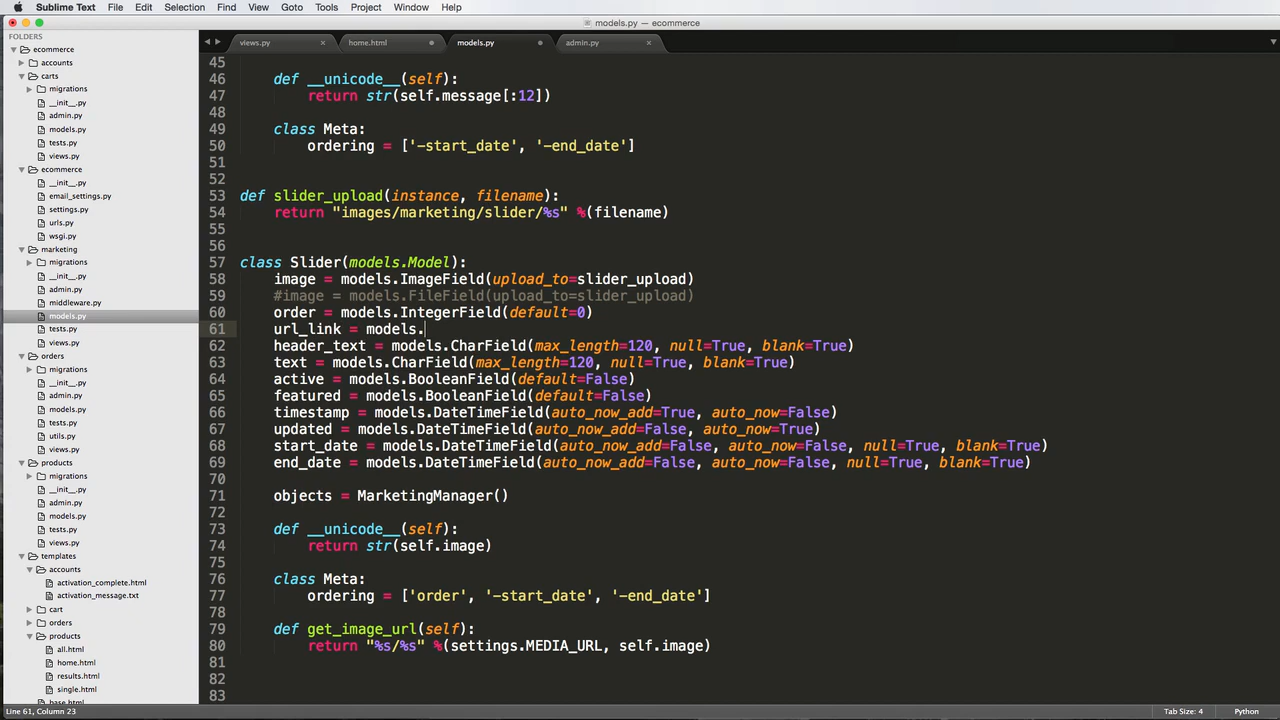 Sublime Text File Edit Selection Find View Goto Tools Project Window Help
models.py — ecommerce
FOLDERS
ecommerce
accounts
carts
migrations
__init__.py
admin.py
models.py
tests.py
views.py
ecommerce
__init__.py
email_settings.py
settings.py
urls.py
wsgi.py
marketing
migrations
__init__.py
admin.py
middleware.py
models.py
tests.py
views.py
orders
migrations
__init__.py
admin.py
models.py
tests.py
utils.py
views.py
products
migrations
__init__.py
admin.py
models.py
tests.py
views.py
templates
accounts
activation_complete.html
activation_message.txt
cart
orders
products
all.html
home.html
results.html
single.html
base.html
views.py home.html models.py admin.py
45
46 def __unicode__(self):
47 return str(self.message[:12])
48
49 class Meta:
50 ordering = ['-start_date', '-end_date']
51
52
53 def slider_upload(instance, filename):
54 return "images/marketing/slider/%s" %(filename)
55
56
57 class Slider(models.Model):
58 image = models.ImageField(upload_to=slider_upload)
59 #image = models.FileField(upload_to=slider_upload)
60 order = models.IntegerField(default=0)
61 url_link = models.
62 header_text = models.CharField(max_length=120, null=True, blank=True)
63 text = models.CharField(max_length=120, null=True, blank=True)
64 active = models.BooleanField(default=False)
65 featured = models.BooleanField(default=False)
66 timestamp = models.DateTimeField(auto_now_add=True, auto_now=False)
67 updated = models.DateTimeField(auto_now_add=False, auto_now=True)
68 start_date = models.DateTimeField(auto_now_add=False, auto_now=False, null=True, blank=True)
69 end_date = models.DateTimeField(auto_now_add=False, auto_now=False, null=True, blank=True)
70
71 objects = MarketingManager()
72
73 def __unicode__(self):
74 return str(self.image)
75
76 class Meta:
77 ordering = ['order', '-start_date', '-end_date']
78
79 def get_image_url(self):
80 return "%s/%s" %(settings.MEDIA_URL, self.image)
81
82
83
Line 61, Column 23 Tab Size: 4 Python